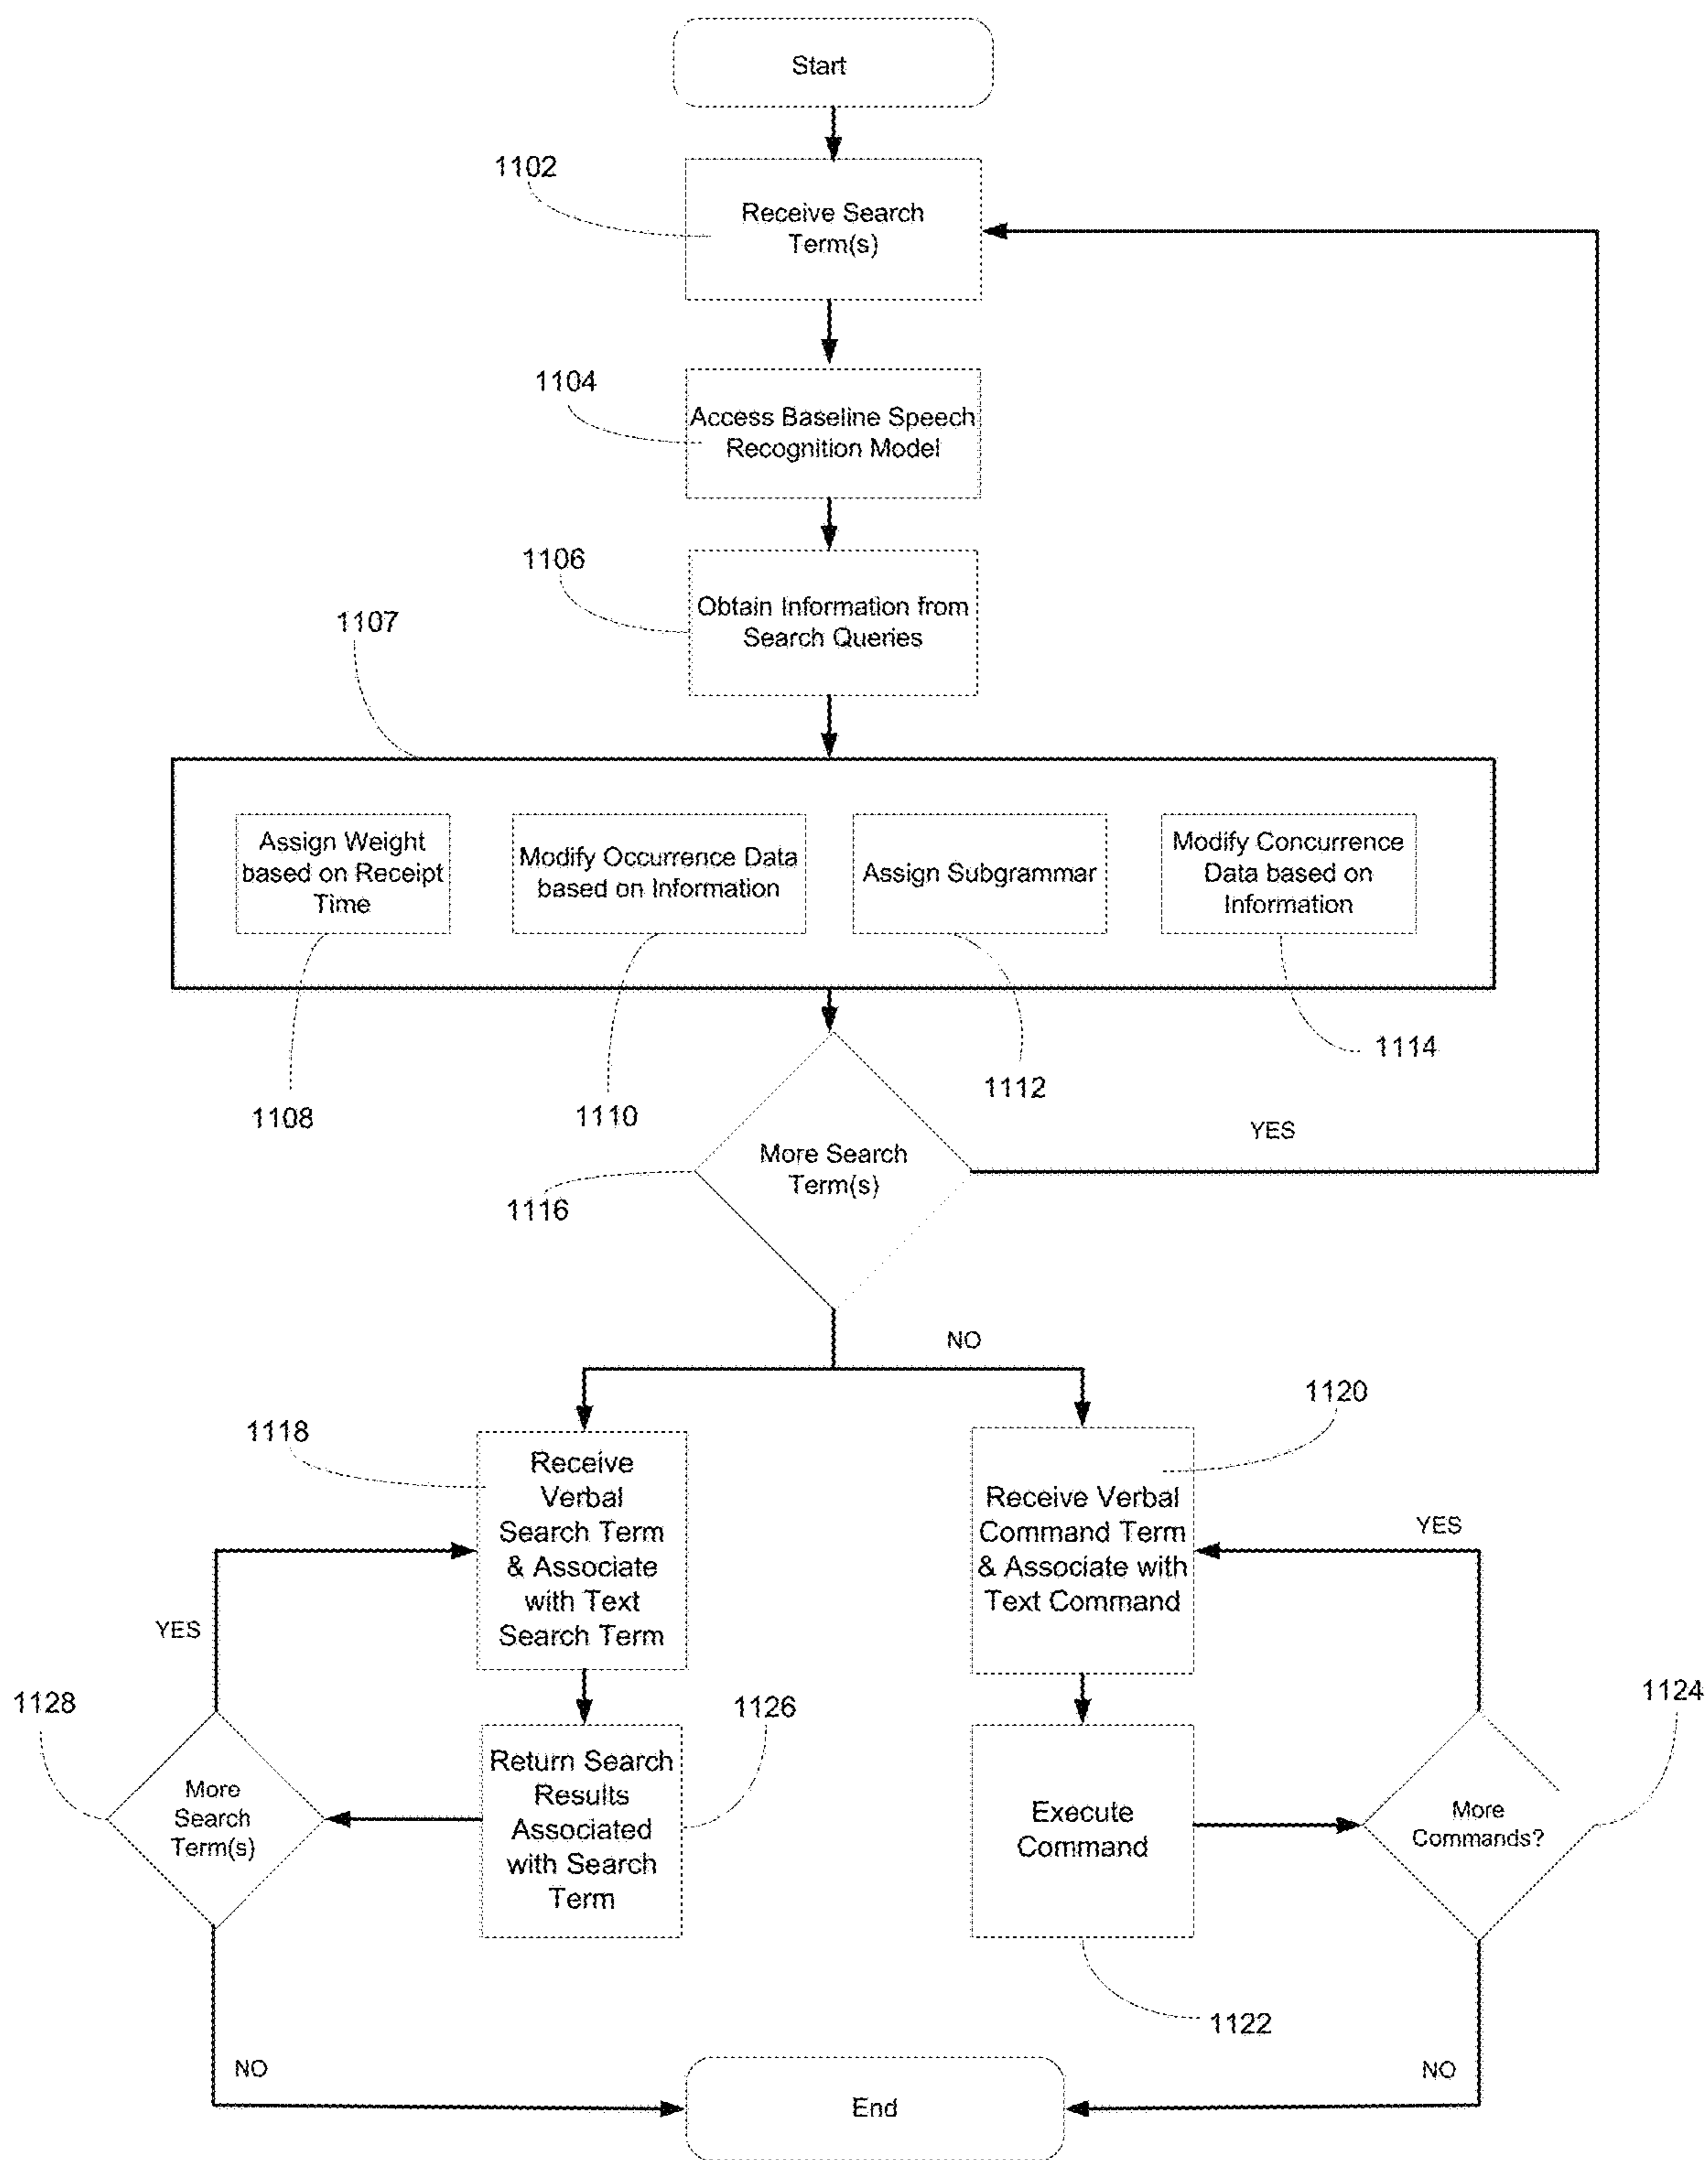 Start
1102
Receive Search
Term(s)
1104
Access Baseline Speech
Recognition Model
1106
Obtain Information from
Search Queries
1107
Assign Weight
based on Receipt
Time
Modify Occurrence Data
based on Information
Assign Subgrammar
Modify Concurrence
Data based on
Information
1108
1110
1112
1114
More Search
Term(s)
YES
1116
NO
1118
Receive
Verbal
Search Term
& Associate
with Text
Search Term
1120
Receive Verbal
Command Term
& Associate with
Text Command
YES
YES
1128
More
Search
Term(s)
1126
Return Search
Results
Associated
with Search
Term
Execute
Command
1124
More
Commands?
1122
NO
NO
End